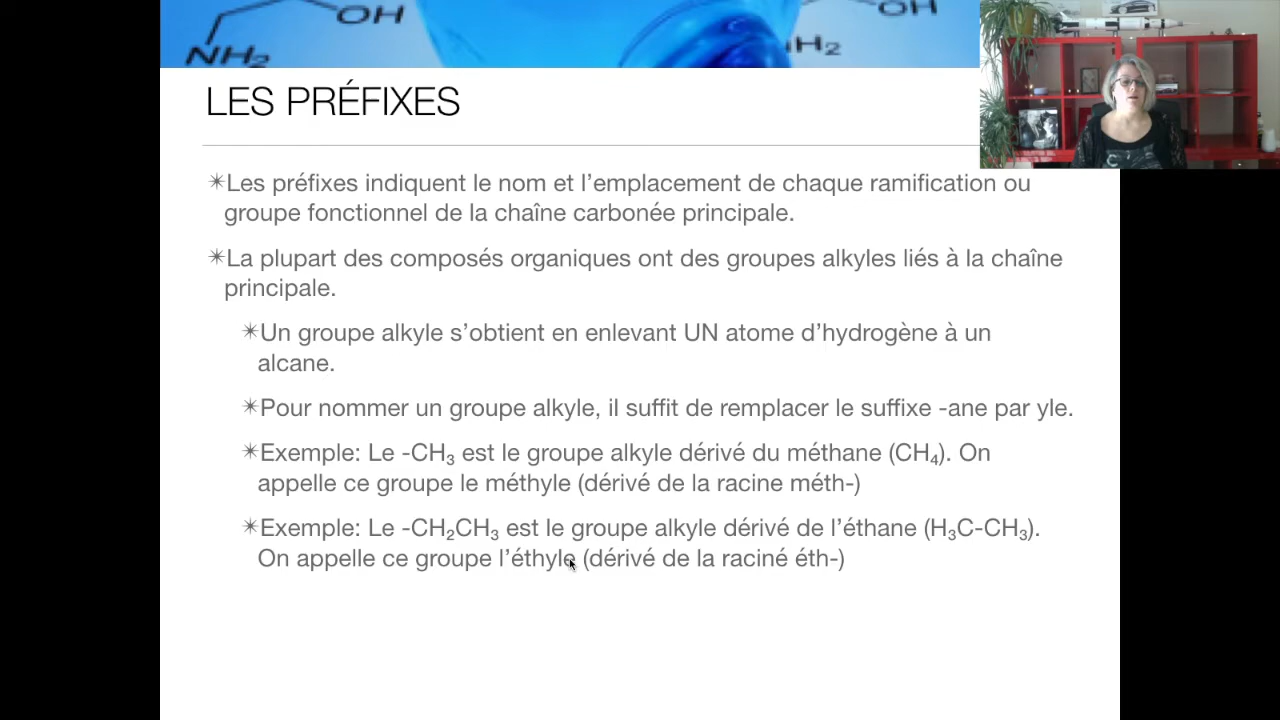 OH
OH
NH₂
H₂
LES PRÉFIXES
✴Les préfixes indiquent le nom et l’emplacement de chaque ramification ou
groupe fonctionnel de la chaîne carbonée principale.
✴La plupart des composés organiques ont des groupes alkyles liés à la chaîne
principale.
✴Un groupe alkyle s’obtient en enlevant UN atome d’hydrogène à un
alcane.
✴Pour nommer un groupe alkyle, il suffit de remplacer le suffixe -ane par yle.
✴Exemple: Le -CH₃ est le groupe alkyle dérivé du méthane (CH₄). On
appelle ce groupe le méthyle (dérivé de la racine méth-)
✴Exemple: Le -CH₂CH₃ est le groupe alkyle dérivé de l’éthane (H₃C-CH₃).
On appelle ce groupe l’éthyle (dérivé de la raciné éth-)